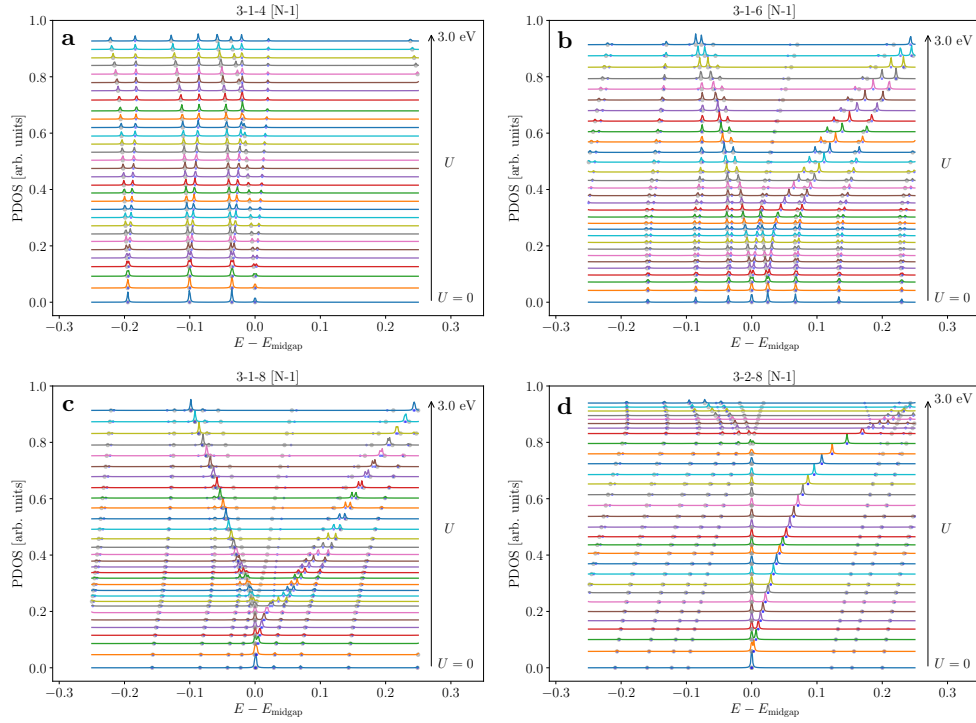 3-1-4 [N-1]
a
3.0 eV
U
U = 0
PDOS [arb. units]
1.0
0.8
0.6
0.4
0.2
0.0
−0.3 −0.2 −0.1 0.0 0.1 0.2 0.3
E − E_midgap
3-1-6 [N-1]
b
3.0 eV
U
U = 0
PDOS [arb. units]
1.0
0.8
0.6
0.4
0.2
0.0
−0.3 −0.2 −0.1 0.0 0.1 0.2 0.3
E − E_midgap
3-1-8 [N-1]
c
3.0 eV
U
U = 0
PDOS [arb. units]
1.0
0.8
0.6
0.4
0.2
0.0
−0.3 −0.2 −0.1 0.0 0.1 0.2 0.3
E − E_midgap
3-2-8 [N-1]
d
3.0 eV
U
U = 0
PDOS [arb. units]
1.0
0.8
0.6
0.4
0.2
0.0
−0.3 −0.2 −0.1 0.0 0.1 0.2 0.3
E − E_midgap